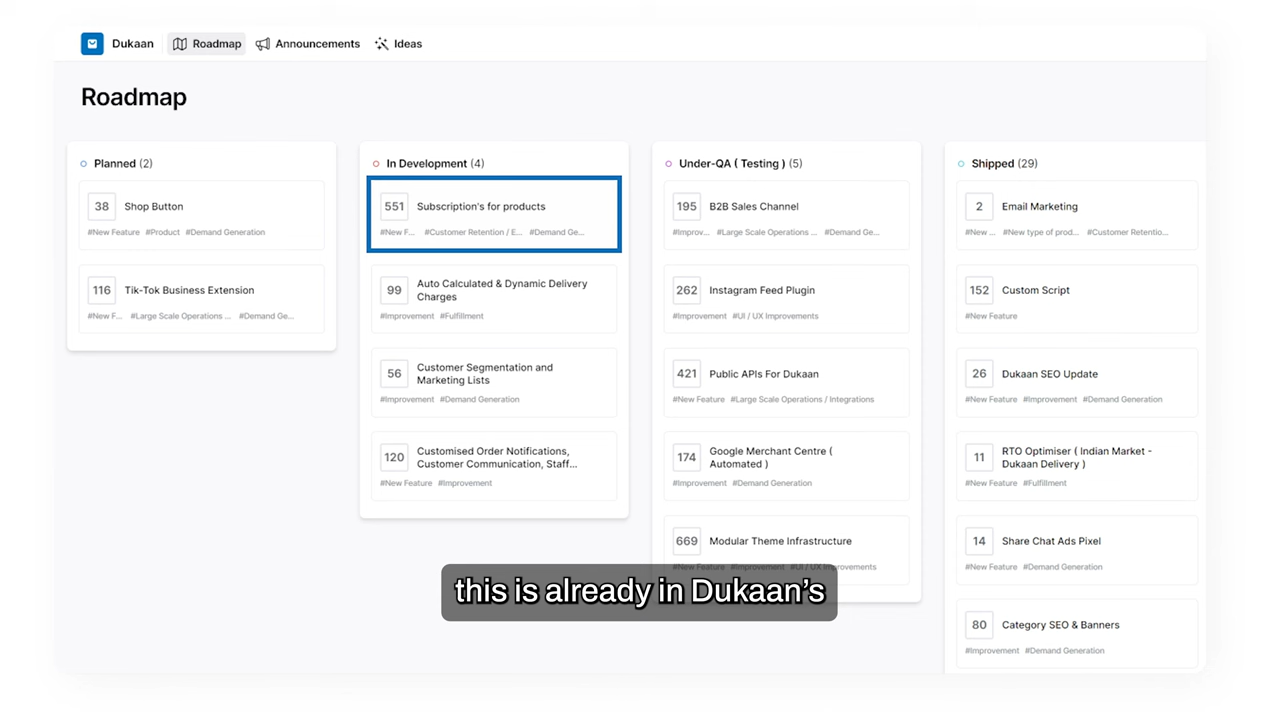 Dukaan Roadmap Announcements Ideas
Roadmap
Planned (2)
38 Shop Button
#New Feature #Product #Demand Generation
116 Tik-Tok Business Extension
#New F... #Large Scale Operations ... #Demand Ge...
In Development (4)
551 Subscription's for products
#New F... #Customer Retention / E... #Demand Ge...
99 Auto Calculated & Dynamic Delivery
Charges
#Improvement #Fulfillment
56 Customer Segmentation and
Marketing Lists
#Improvement #Demand Generation
120 Customised Order Notifications,
Customer Communication, Staff...
#New Feature #Improvement
Under-QA ( Testing ) (5)
195 B2B Sales Channel
#Improv... #Large Scale Operations ... #Demand Ge...
262 Instagram Feed Plugin
#Improvement #UI / UX Improvements
421 Public APIs For Dukaan
#New Feature #Large Scale Operations / Integrations
174 Google Merchant Centre (
Automated )
#Improvement #Demand Generation
669 Modular Theme Infrastructure
#New Feature #Improvement #UI / UX Improvements
Shipped (29)
2 Email Marketing
#New ... #New type of prod... #Customer Retentio...
152 Custom Script
#New Feature
26 Dukaan SEO Update
#New Feature #Improvement #Demand Generation
11 RTO Optimiser ( Indian Market -
Dukaan Delivery )
#New Feature #Fulfillment
14 Share Chat Ads Pixel
#New Feature #Demand Generation
80 Category SEO & Banners
#Improvement #Demand Generation
this is already in Dukaan's